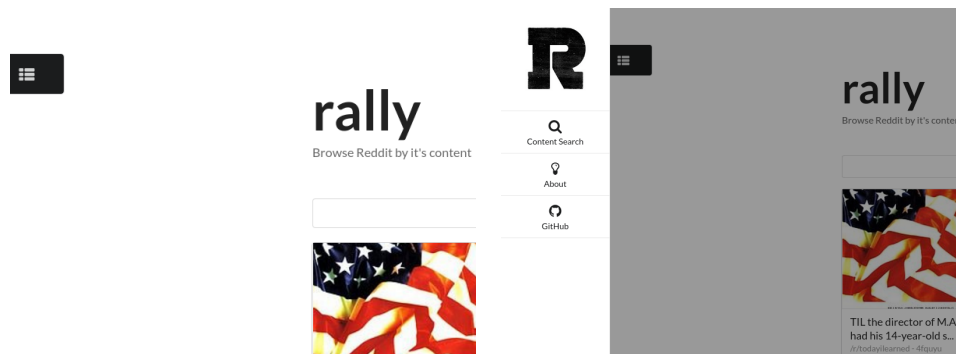 rally
Browse Reddit by it's content
R
Content Search
About
GitHub
rally
Browse Reddit by it's conten
TIL the director of M.A
had his 14-year-old s...
/r/todayilearned - 4fquyu